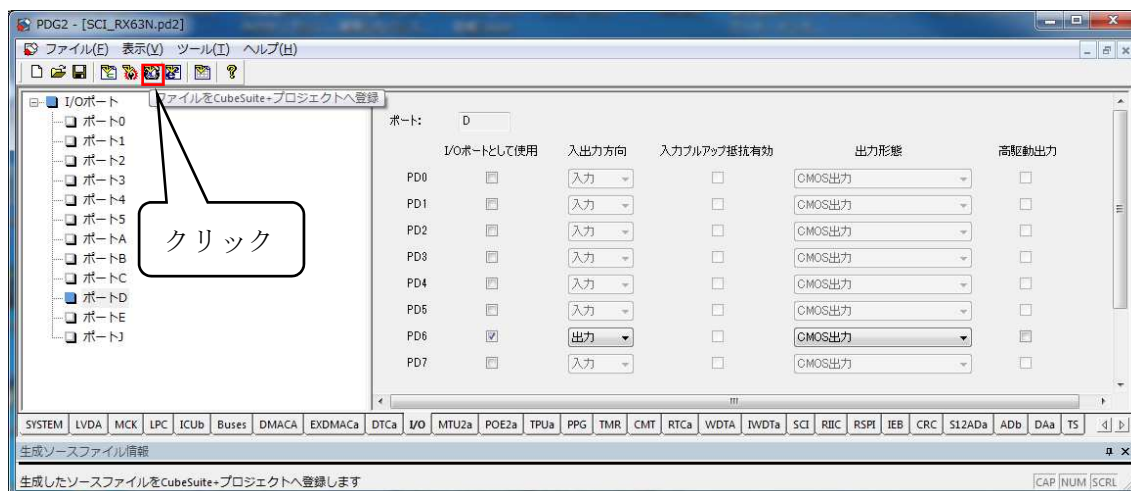 PDG2 - [SCI_RX63N.pd2]
ファイル(F) 表示(V) ツール(T) ヘルプ(H)
ファイルをCubeSuite+プロジェクトへ登録
I/Oポート
ポート0
ポート1
ポート2
ポート3
ポート4
ポート5
ポートA
ポートB
ポートC
ポートD
ポートE
ポートJ
クリック
ポート: D
I/Oポートとして使用 入出力方向 入力プルアップ抵抗有効 出力形態 高駆動出力
PD0 入力 CMOS出力
PD1 入力 CMOS出力
PD2 入力 CMOS出力
PD3 入力 CMOS出力
PD4 入力 CMOS出力
PD5 入力 CMOS出力
PD6 出力 CMOS出力
PD7 入力 CMOS出力
SYSTEM LVDA MCK LPC ICUb Buses DMACA EXDMACa DTCa I/O MTU2a POE2a TPUa PPG TMR CMT RTCa WDTA IWDTa SCI RIIC RSPI IEB CRC S12ADa ADb DAa TS
生成ソースファイル情報
生成したソースファイルをCubeSuite+プロジェクトへ登録します
CAP NUM SCRL